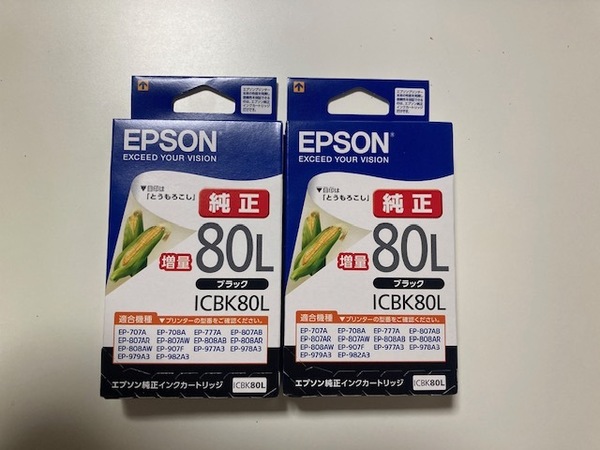 EPSON
EXCEED YOUR VISION
▼目印は
「とうもろこし」
純正
増量
80L
ブラック
ICBK80L
適合機種 ▼プリンターの型番をご確認ください。
EP-707A EP-708A EP-777A EP-807AB
EP-807AR EP-807AW EP-808AB EP-808AR
EP-808AW EP-907F EP-977A3 EP-978A3
EP-979A3 EP-982A3
エプソン純正インクカートリッジ ICBK80L
EPSON
EXCEED YOUR VISION
▼目印は
「とうもろこし」
純正
増量
80L
ブラック
ICBK80L
適合機種 ▼プリンターの型番をご確認ください。
EP-707A EP-708A EP-777A EP-807AB
EP-807AR EP-807AW EP-808AB EP-808AR
EP-808AW EP-907F EP-977A3 EP-978A3
EP-979A3 EP-982A3
エプソン純正インクカートリッジ ICBK80L